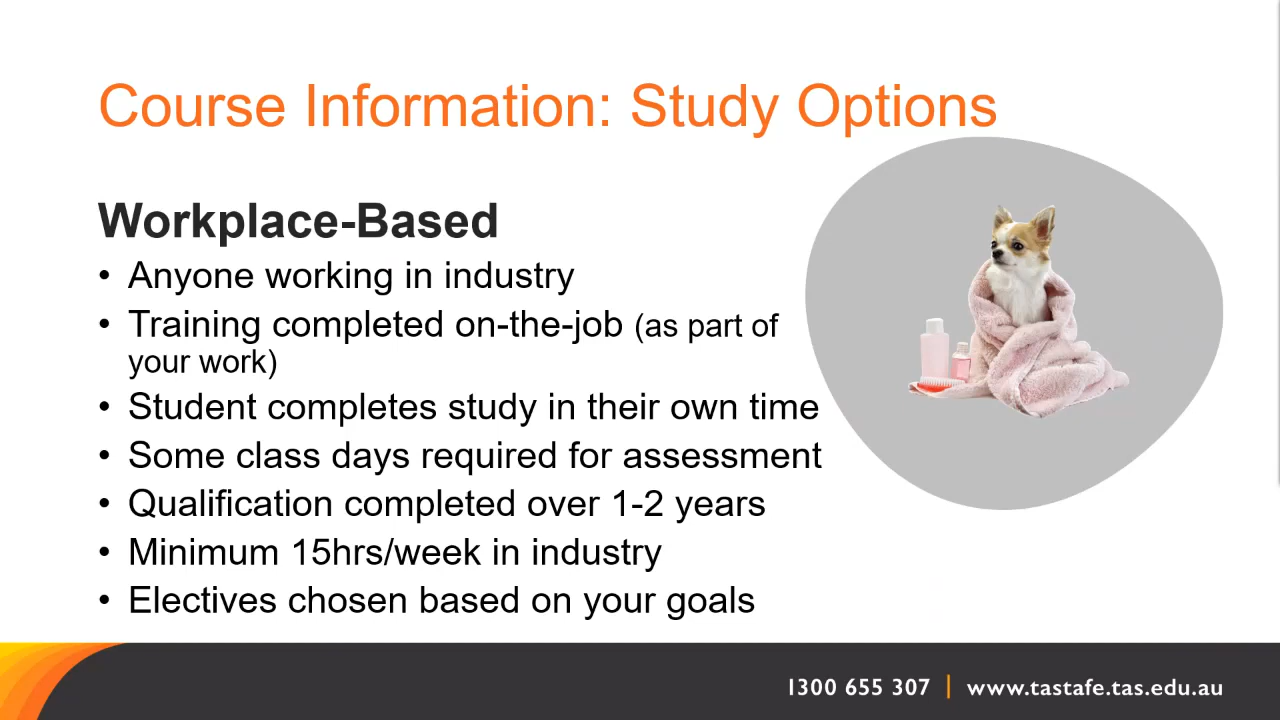 Course Information: Study Options
Workplace-Based
• Anyone working in industry
• Training completed on-the-job (as part of
your work)
• Student completes study in their own time
• Some class days required for assessment
• Qualification completed over 1-2 years
• Minimum 15hrs/week in industry
• Electives chosen based on your goals
1300 655 307 | www.tastafe.tas.edu.au